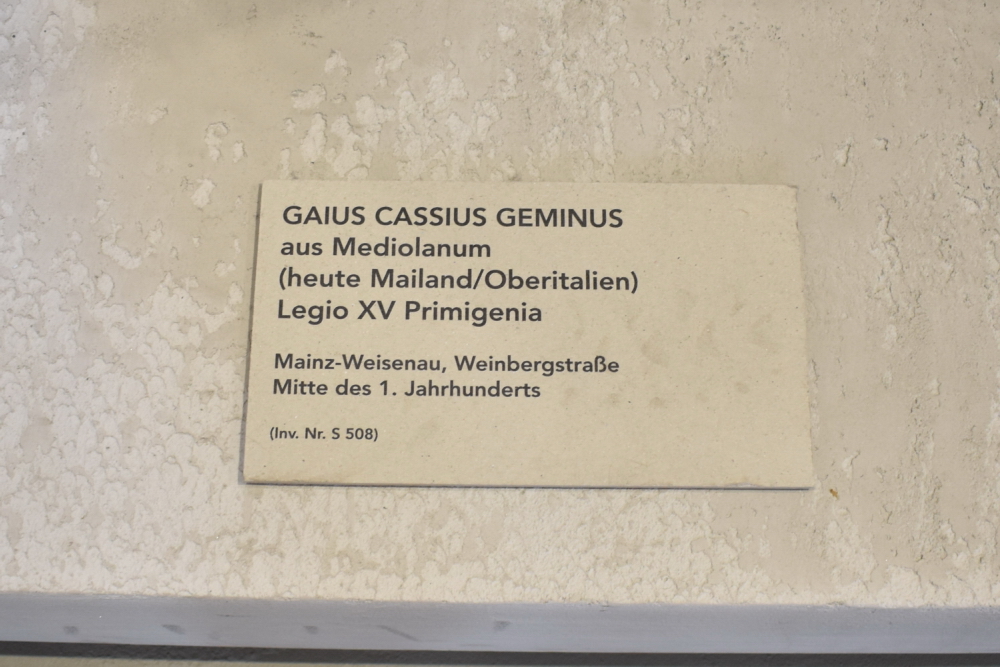 GAIUS CASSIUS GEMINUS
aus Mediolanum
(heute Mailand/Oberitalien)
Legio XV Primigenia
Mainz-Weisenau, Weinbergstraße
Mitte des 1. Jahrhunderts
(Inv. Nr. S 508)